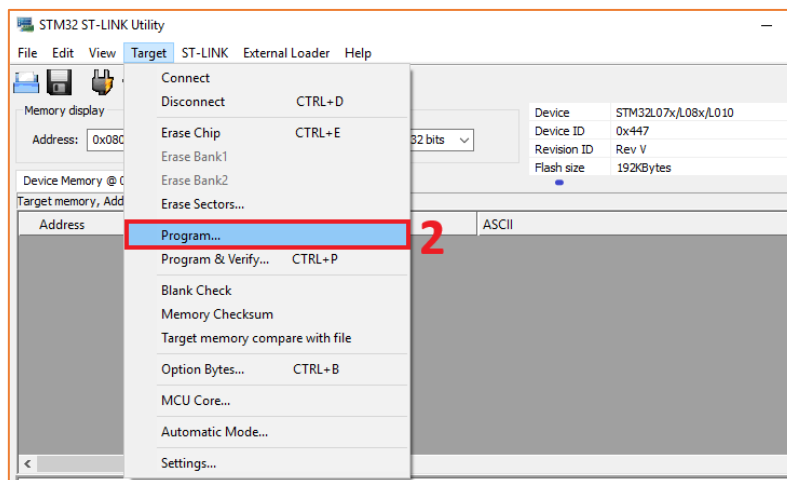 STM32 ST-LINK Utility
File Edit View Target ST-LINK External Loader Help
Memory display
Address: 0x080
32 bits
Device STM32L07x/L08x/L010
Device ID 0x447
Revision ID Rev V
Flash size 192KBytes
Device Memory @
Target memory, Add
Address
ASCII
Connect
Disconnect CTRL+D
Erase Chip CTRL+E
Erase Bank1
Erase Bank2
Erase Sectors...
Program... 2
Program & Verify... CTRL+P
Blank Check
Memory Checksum
Target memory compare with file
Option Bytes... CTRL+B
MCU Core...
Automatic Mode...
Settings...